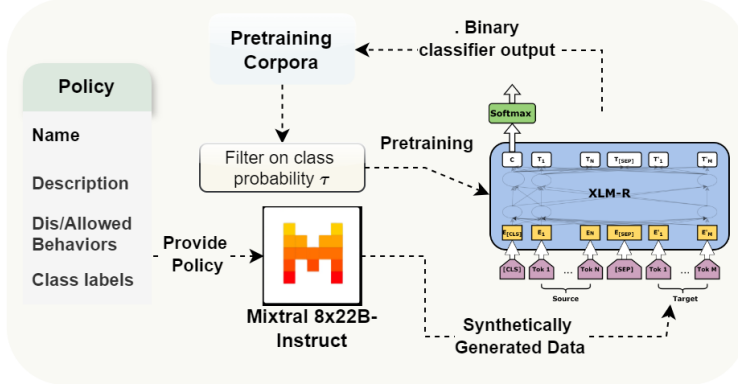 Policy
Name
Description
Dis/Allowed
Behaviors
Class labels
Provide
Policy
Pretraining
Corpora
Filter on class
probability τ
Mixtral 8x22B-
Instruct
. Binary
classifier output
Pretraining
Synthetically
Generated Data
Softmax
C T1 TN T[SEP] T'1 T'M
XLM-R
E[CLS] E1 EN E[SEP] E'1 E'M
[CLS] Tok 1 ... Tok N [SEP] Tok 1 ... Tok M
Source Target